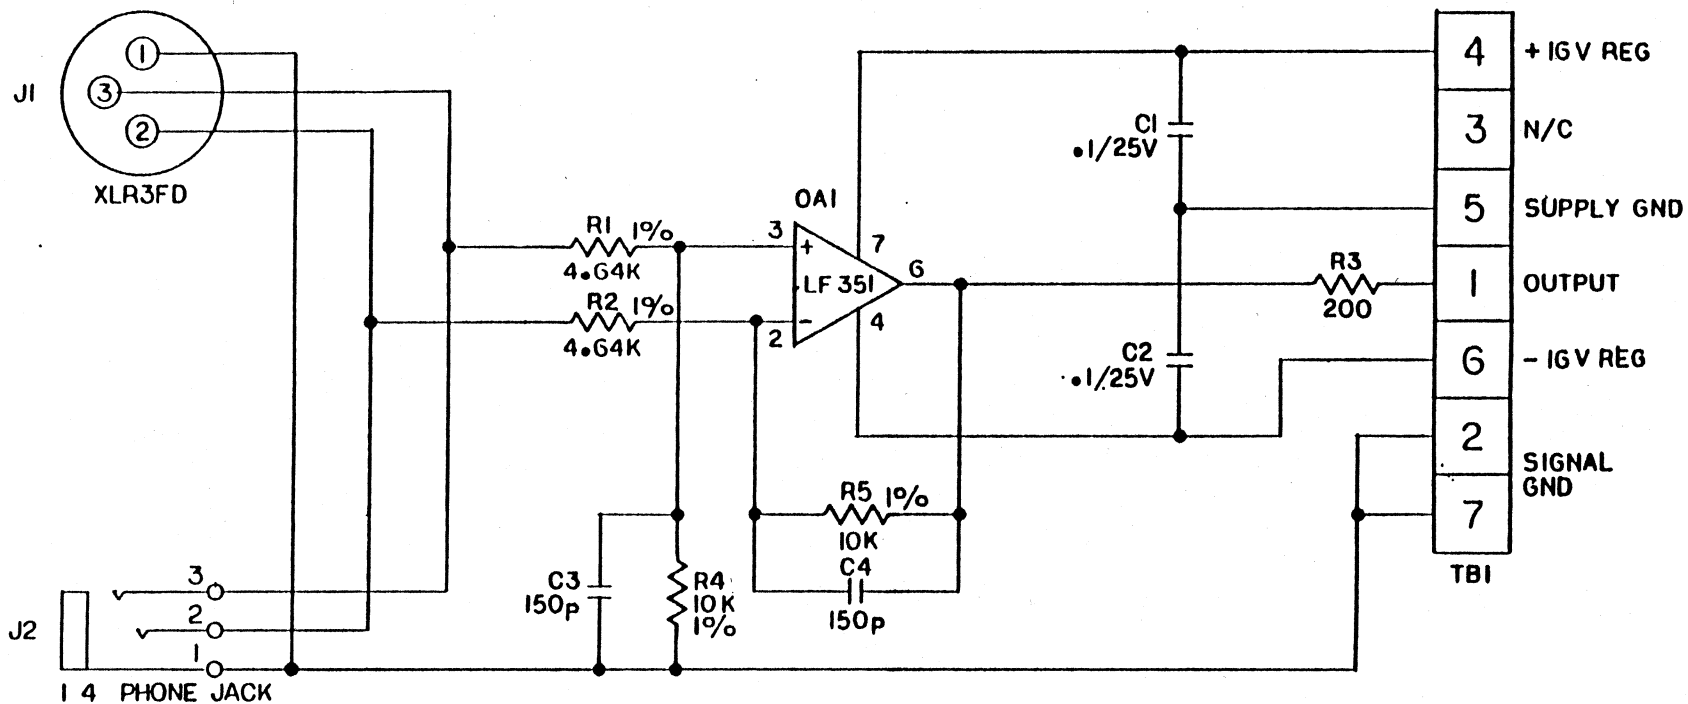 J1
1
3
2
XLR3FD
R1 1%
4.64K
R2 1%
4.64K
OA1
3
+
7
LF 351
6
2
-
4
C1
.1/25V
C2
.1/25V
R3
200
4 +16V REG
3 N/C
5 SUPPLY GND
1 OUTPUT
6 -16V REG
2
SIGNAL
GND
7
TB1
R5 1%
10K
C4
150p
C3
150p
R4
10K
1%
J2
3
2
1
1 4 PHONE JACK